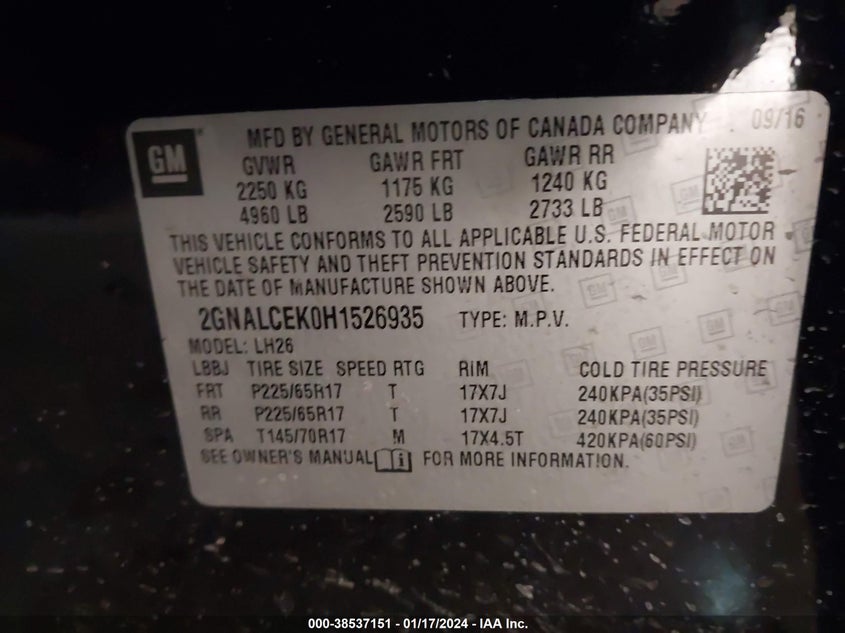 GM MFD BY GENERAL MOTORS OF CANADA COMPANY 09/16
GVWR GAWR FRT GAWR RR
2250 KG 1175 KG 1240 KG
4960 LB 2590 LB 2733 LB
THIS VEHICLE CONFORMS TO ALL APPLICABLE U.S. FEDERAL MOTOR
VEHICLE SAFETY AND THEFT PREVENTION STANDARDS IN EFFECT ON
THE DATE OF MANUFACTURE SHOWN ABOVE.
2GNALCEK0H1526935 TYPE: M.P.V.
MODEL: LH26
LBBJ TIRE SIZE SPEED RTG RIM COLD TIRE PRESSURE
FRT P225/65R17 T 17X7J 240KPA(35PSI)
RR P225/65R17 T 17X7J 240KPA(35PSI)
SPA T145/70R17 M 17X4.5T 420KPA(60PSI)
SEE OWNER'S MANUAL FOR MORE INFORMATION.
000-38537151 — 01/17/2024 - IAA Inc.